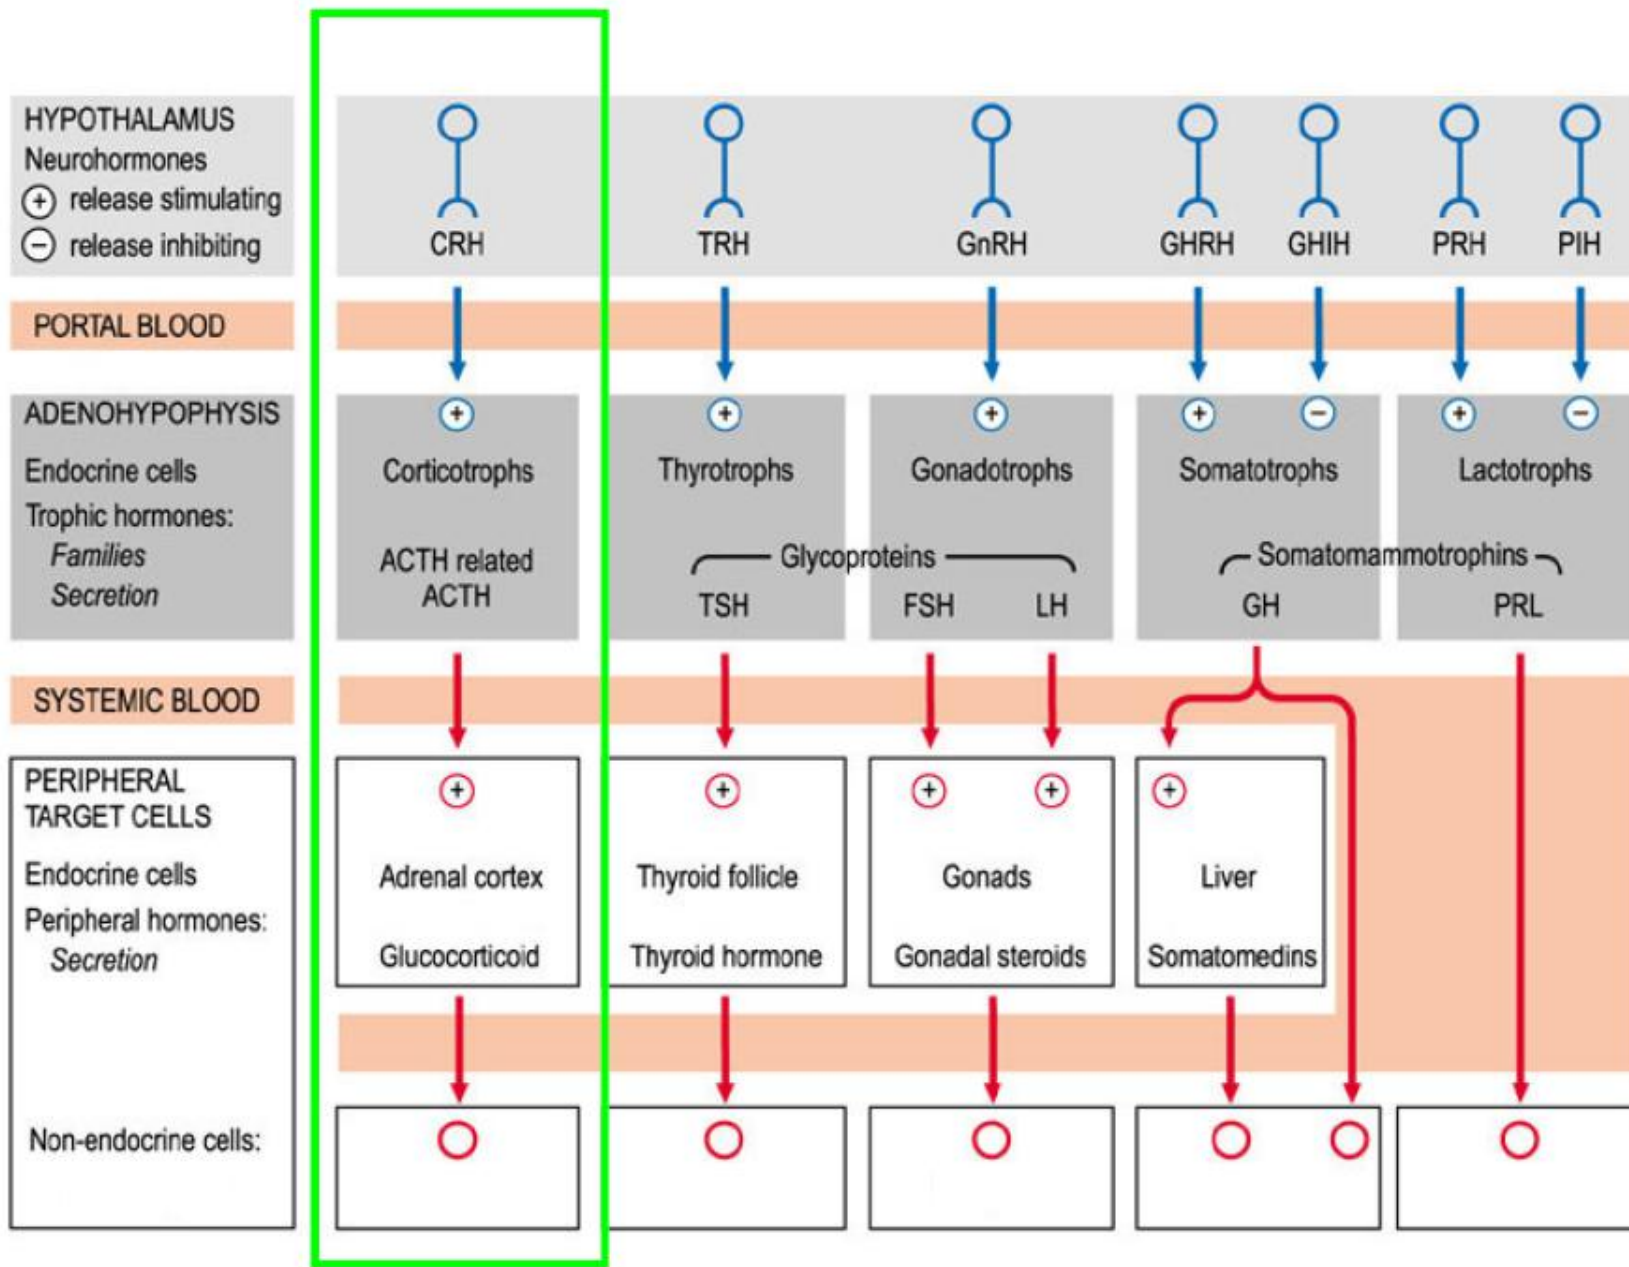 HYPOTHALAMUS
Neurohormones
+ release stimulating
− release inhibiting
CRH TRH GnRH GHRH GHIH PRH PIH
PORTAL BLOOD
+ + + + − + −
ADENOHYPOPHYSIS
Endocrine cells
Corticotrophs Thyrotrophs Gonadotrophs Somatotrophs Lactotrophs
Trophic hormones:
Families
ACTH related Glycoproteins Somatomammotrophins
Secretion
ACTH TSH FSH LH GH PRL
SYSTEMIC BLOOD
PERIPHERAL
TARGET CELLS
+ + + + +
Endocrine cells
Adrenal cortex Thyroid follicle Gonads Liver
Peripheral hormones:
Secretion
Glucocorticoid Thyroid hormone Gonadal steroids Somatomedins
Non-endocrine cells: